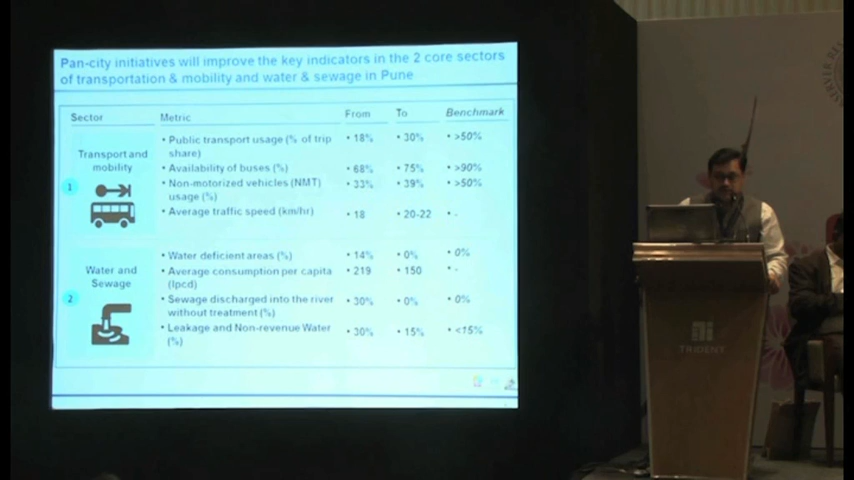 Pan-city initiatives will improve the key indicators in the 2 core sectors
of transportation & mobility and water & sewage in Pune
Sector Metric From To Benchmark
Transport and
mobility
1
• Public transport usage (% of trip
share) • 18% • 30% • >50%
• Availability of buses (%) • 68% • 75% • >90%
• Non-motorized vehicles (NMT)
usage (%) • 33% • 39% • >50%
• Average traffic speed (km/hr) • 18 • 20-22 • -
Water and
Sewage
2
• Water deficient areas (%) • 14% • 0% • 0%
• Average consumption per capita
(lpcd) • 219 • 150 • -
• Sewage discharged into the river
without treatment (%) • 30% • 0% • 0%
• Leakage and Non-revenue Water
(%) • 30% • 15% • <15%
TRIDENT